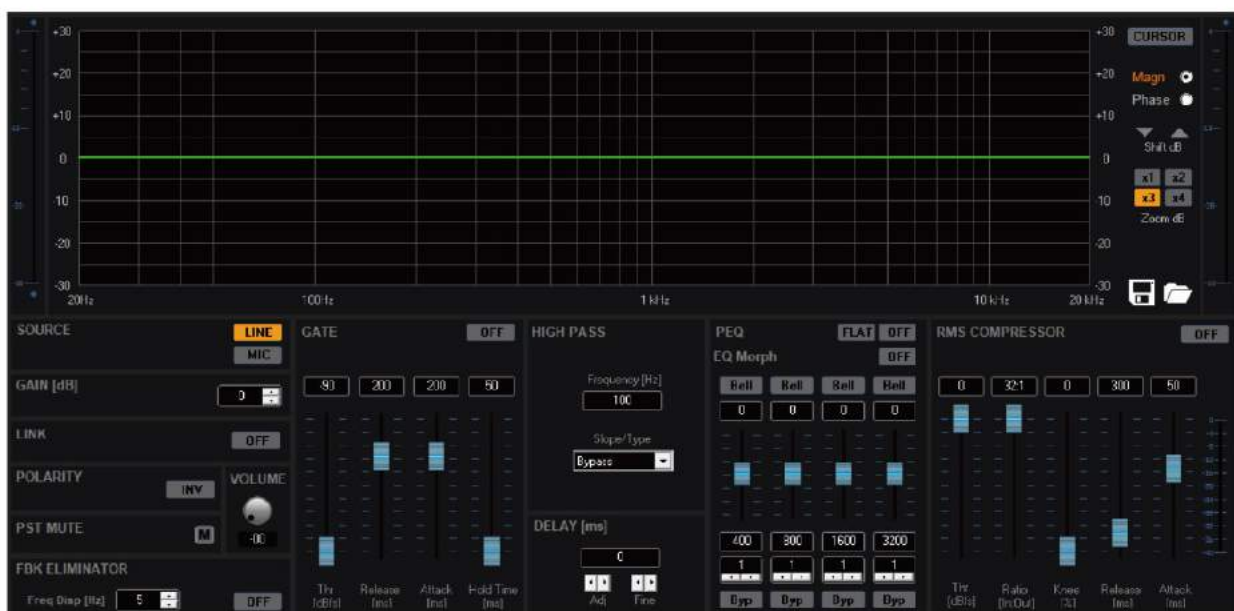 +30 +30 CURSOR
+20 +20 Magn
Phase
+10 +10
Shift dB
0 0
x1 x2
-10 -10 x3 x4
Zoom dB
-20 -20
-30 -30
20Hz 100Hz 1 kHz 10 kHz 20 kHz
SOURCE LINE
MIC
GAIN [dB] 0
LINK OFF
POLARITY INV
VOLUME
PST MUTE M
FBK ELIMINATOR
Freq Disp [Hz] 5 OFF
GATE OFF
-90 200 200 50
Thr [dBfs] Release [ms] Attack [ms] Hold Time [ms]
HIGH PASS
Frequency [Hz]
100
Slope/Type
Bypass
DELAY [ms]
0
Adj Fine
PEQ FLAT OFF
EQ Morph OFF
Bell Bell Bell Bell
0 0 0 0
400 800 1600 3200
1 1 1 1
Byp Byp Byp Byp
RMS COMPRESSOR OFF
0 32:1 0 300 50
Thr [dBfs] Ratio [In:Out] Knee [%] Release [ms] Attack [ms]